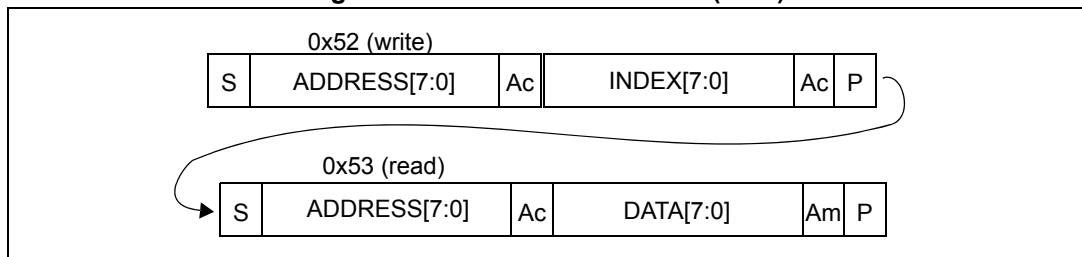 0x52 (write)
S ADDRESS[7:0] Ac INDEX[7:0] Ac P
0x53 (read)
S ADDRESS[7:0] Ac DATA[7:0] Am P